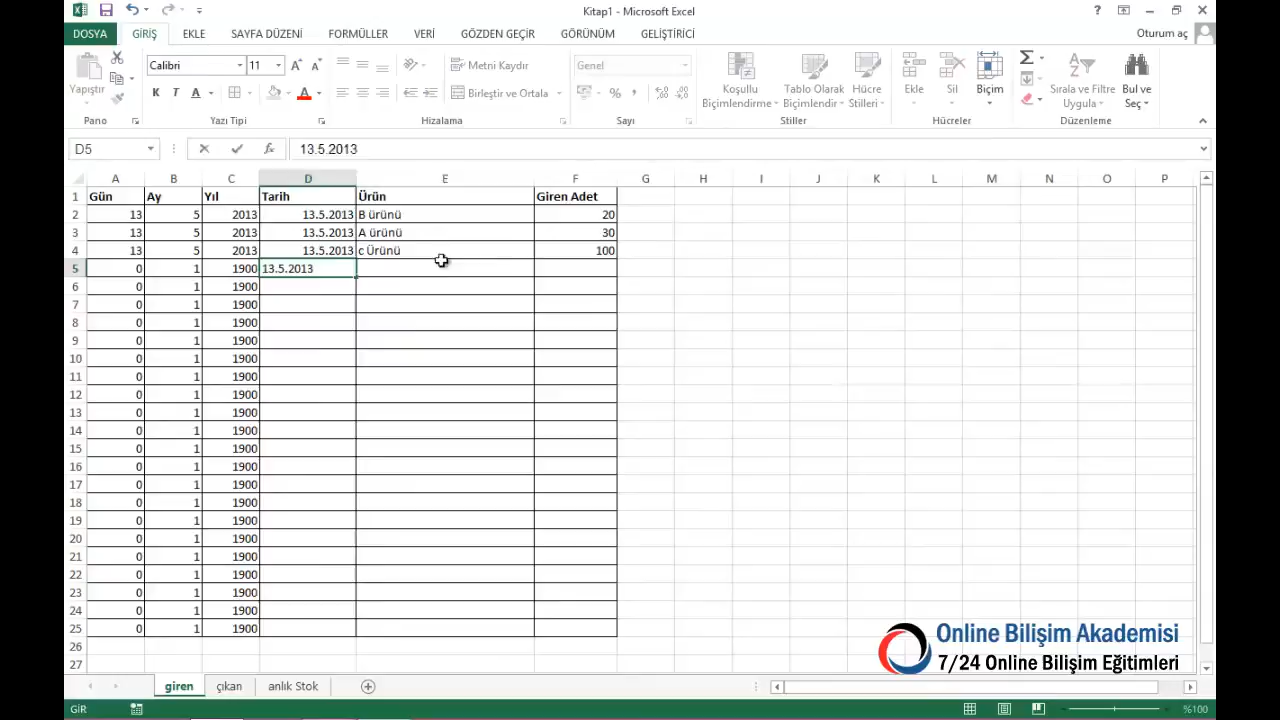 Kitap1 - Microsoft Excel
DOSYA GİRİŞ EKLE SAYFA DÜZENİ FORMÜLLER VERİ GÖZDEN GEÇİR GÖRÜNÜM GELİŞTİRİCİ Oturum aç
Yapıştır
Calibri 11
Metni Kaydır
Birleştir ve Ortala
Genel
Koşullu Biçimlendirme
Tablo Olarak Biçimlendir
Hücre Stilleri
Ekle
Sil
Biçim
Sırala ve Filtre Uygula
Bul ve Seç
Pano Yazı Tipi Hizalama Sayı Stiller Hücreler Düzenleme
D5 13.5.2013
A B C D E F G H I J K L M N O P
1 Gün Ay Yıl Tarih Ürün Giren Adet
2 13 5 2013 13.5.2013 B ürünü 20
3 13 5 2013 13.5.2013 A ürünü 30
4 13 5 2013 13.5.2013 c Ürünü 100
5 0 1 1900 13.5.2013
6 0 1 1900
7 0 1 1900
8 0 1 1900
9 0 1 1900
10 0 1 1900
11 0 1 1900
12 0 1 1900
13 0 1 1900
14 0 1 1900
15 0 1 1900
16 0 1 1900
17 0 1 1900
18 0 1 1900
19 0 1 1900
20 0 1 1900
21 0 1 1900
22 0 1 1900
23 0 1 1900
24 0 1 1900
25 0 1 1900
26
27
Online Bilişim Akademisi
7/24 Online Bilişim Eğitimleri
giren çıkan anlık Stok
GİR %100